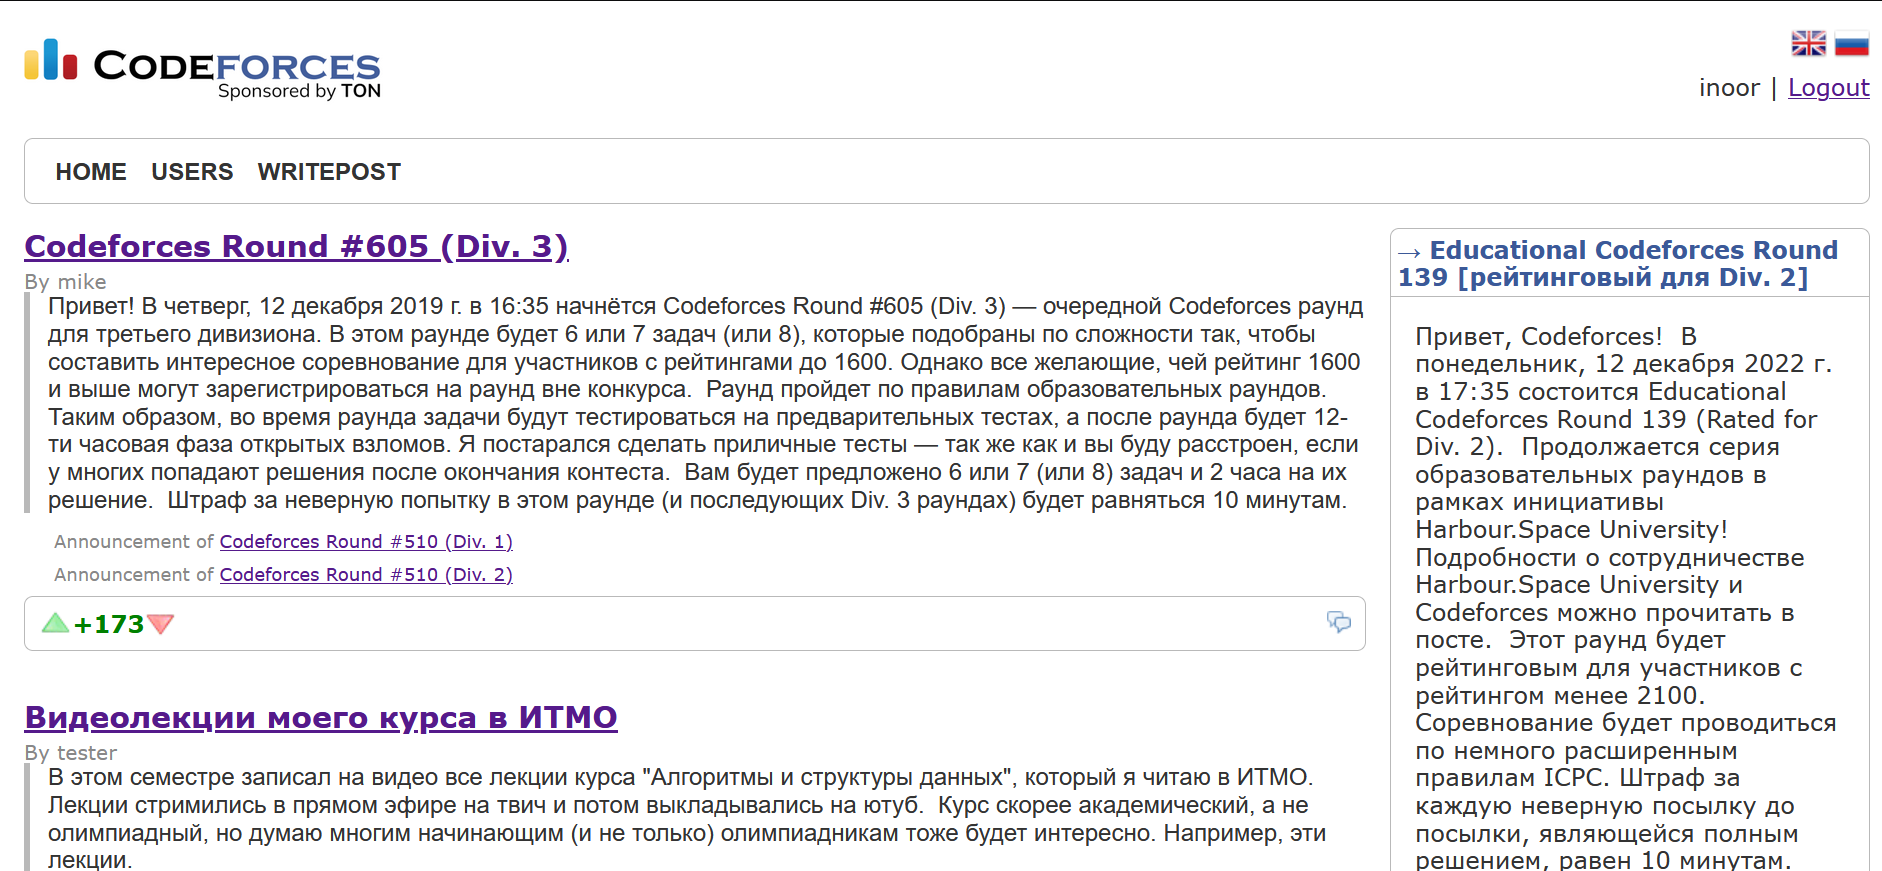 CODEFORCES
Sponsored by TON
inoor | Logout
HOME USERS WRITEPOST
Codeforces Round #605 (Div. 3)
By mike
Привет! В четверг, 12 декабря 2019 г. в 16:35 начнётся Codeforces Round #605 (Div. 3) — очередной Codeforces раунд
для третьего дивизиона. В этом раунде будет 6 или 7 задач (или 8), которые подобраны по сложности так, чтобы
составить интересное соревнование для участников с рейтингами до 1600. Однако все желающие, чей рейтинг 1600
и выше могут зарегистрироваться на раунд вне конкурса.  Раунд пройдет по правилам образовательных раундов.
Таким образом, во время раунда задачи будут тестироваться на предварительных тестах, а после раунда будет 12-
ти часовая фаза открытых взломов. Я постарался сделать приличные тесты — так же как и вы буду расстроен, если
у многих попадают решения после окончания контеста.  Вам будет предложено 6 или 7 (или 8) задач и 2 часа на их
решение.  Штраф за неверную попытку в этом раунде (и последующих Div. 3 раундах) будет равняться 10 минутам.
Announcement of Codeforces Round #510 (Div. 1)
Announcement of Codeforces Round #510 (Div. 2)
+173
Видеолекции моего курса в ИТМО
By tester
В этом семестре записал на видео все лекции курса "Алгоритмы и структуры данных", который я читаю в ИТМО.
Лекции стримились в прямом эфире на твич и потом выкладывались на ютуб.  Курс скорее академический, а не
олимпиадный, но думаю многим начинающим (и не только) олимпиадникам тоже будет интересно. Например, эти
лекции.
→ Educational Codeforces Round
139 [рейтинговый для Div. 2]
Привет, Codeforces!  В
понедельник, 12 декабря 2022 г.
в 17:35 состоится Educational
Codeforces Round 139 (Rated for
Div. 2).  Продолжается серия
образовательных раундов в
рамках инициативы
Harbour.Space University!
Подробности о сотрудничестве
Harbour.Space University и
Codeforces можно прочитать в
посте.  Этот раунд будет
рейтинговым для участников с
рейтингом менее 2100.
Соревнование будет проводиться
по немного расширенным
правилам ICPC. Штраф за
каждую неверную посылку до
посылки, являющейся полным
решением, равен 10 минутам.